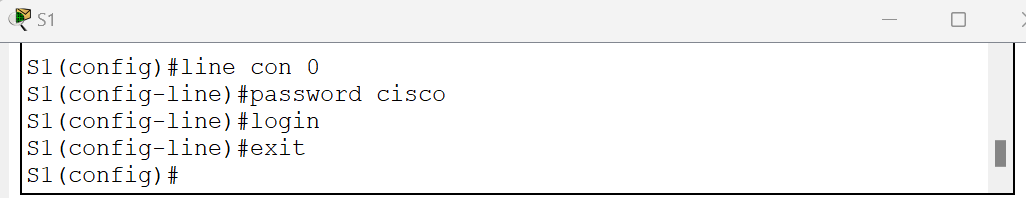 S1
S1(config)#line con 0
S1(config-line)#password cisco
S1(config-line)#login
S1(config-line)#exit
S1(config)#